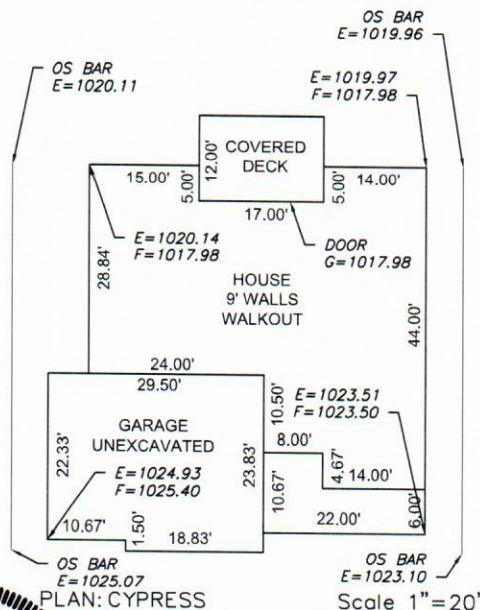 OS BAR
E=1019.96
OS BAR
E=1020.11
E=1019.97
F=1017.98
COVERED
DECK
12.00'
15.00'
5.00'
5.00'
14.00'
17.00'
E=1020.14
F=1017.98
DOOR
G=1017.98
28.84'
HOUSE
9' WALLS
WALKOUT
44.00'
24.00'
29.50'
10.50'
E=1023.51
F=1023.50
GARAGE
UNEXCAVATED
22.33'
23.83'
8.00'
4.67'
14.00'
E=1024.93
F=1025.40
10.67'
10.67'
1.50'
18.83'
22.00'
6.00'
OS BAR
E=1025.07
OS BAR
E=1023.10
PLAN: CYPRESS
Scale 1"=20'